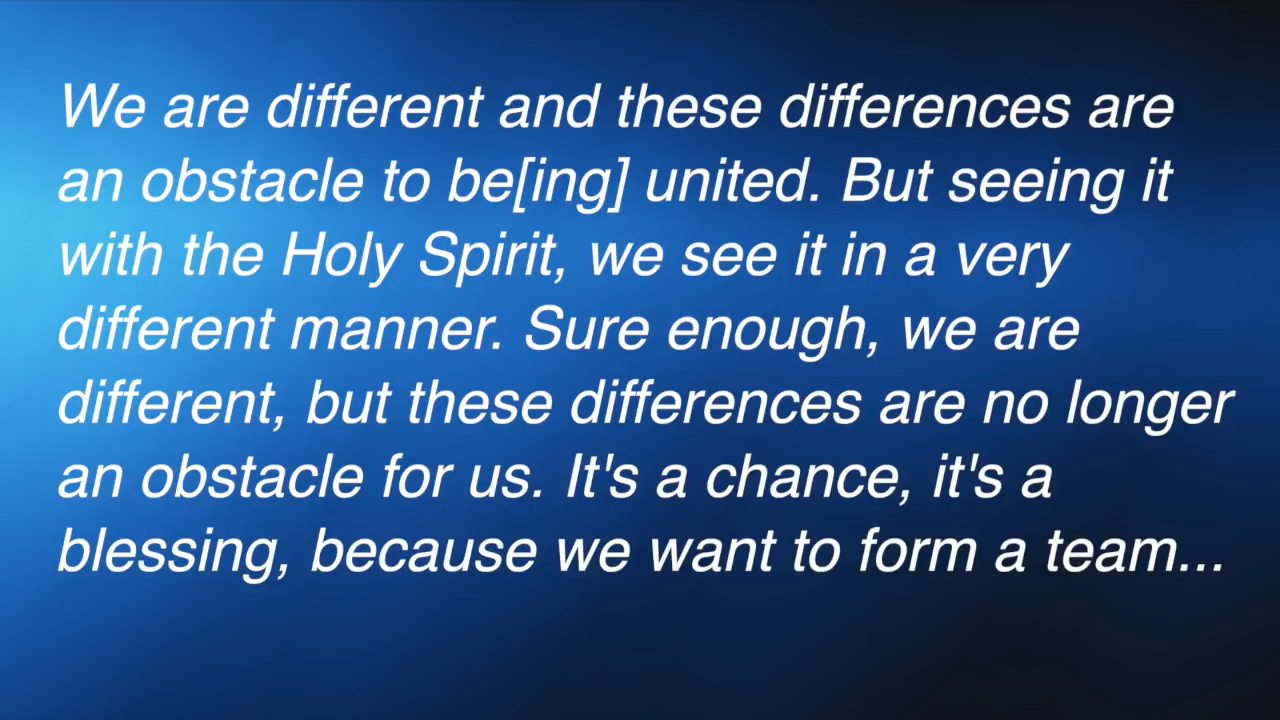 We are different and these differences are
an obstacle to be[ing] united. But seeing it
with the Holy Spirit, we see it in a very
different manner. Sure enough, we are
different, but these differences are no longer
an obstacle for us. It's a chance, it's a
blessing, because we want to form a team...